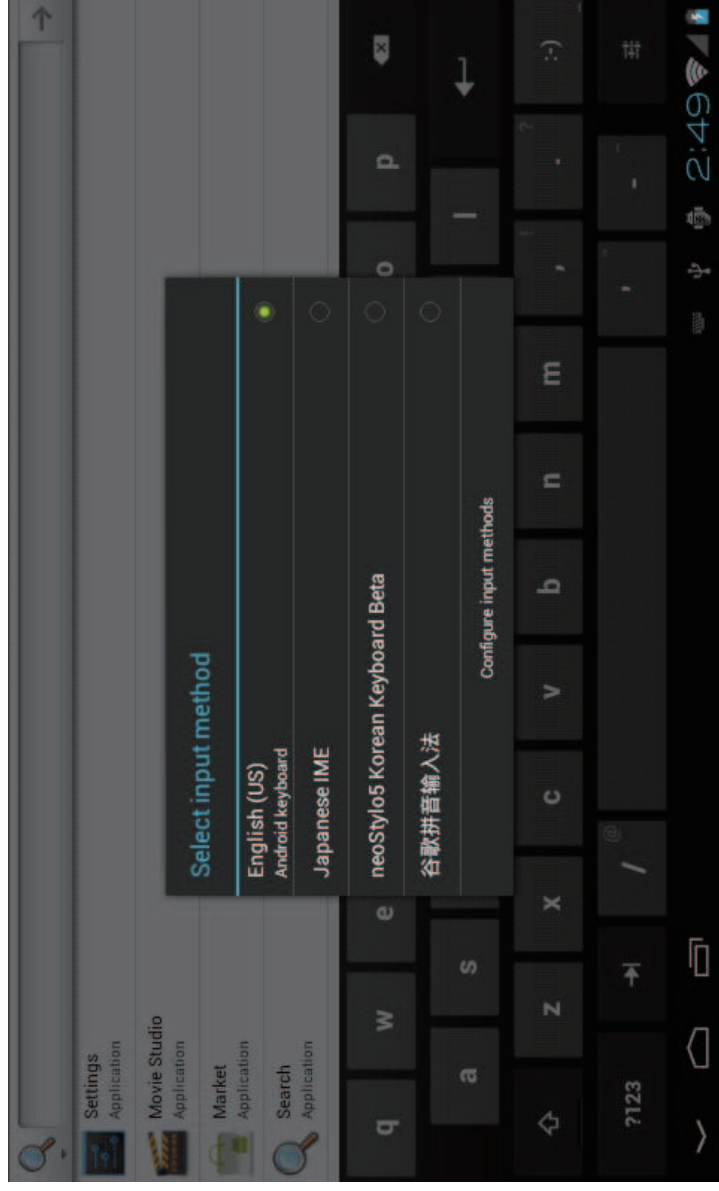 Settings
Application
Movie Studio
Application
Market
Application
Search
Application
Select input method
English (US)
Android keyboard
Japanese IME
neoStylo5 Korean Keyboard Beta
谷歌拼音输入法
Configure input methods
q w e o p
a s l
z x c v b n m , ! . ? :-)
?123 / @ ' " - _
2:49